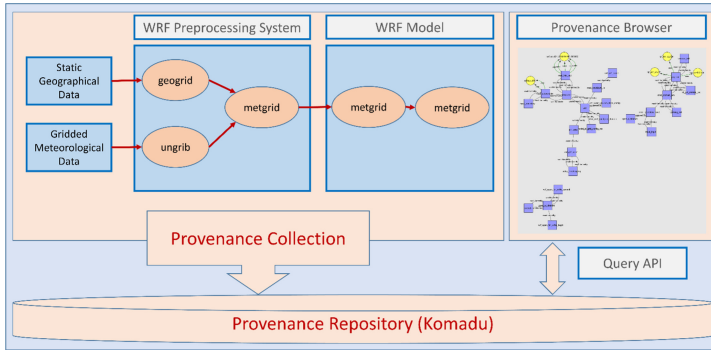 WRF Preprocessing System
WRF Model
Provenance Browser
Static
Geographical
Data
geogrid
metgrid
metgrid
metgrid
Gridded
Meteorological
Data
ungrib
Provenance Collection
Query API
Provenance Repository (Komadu)